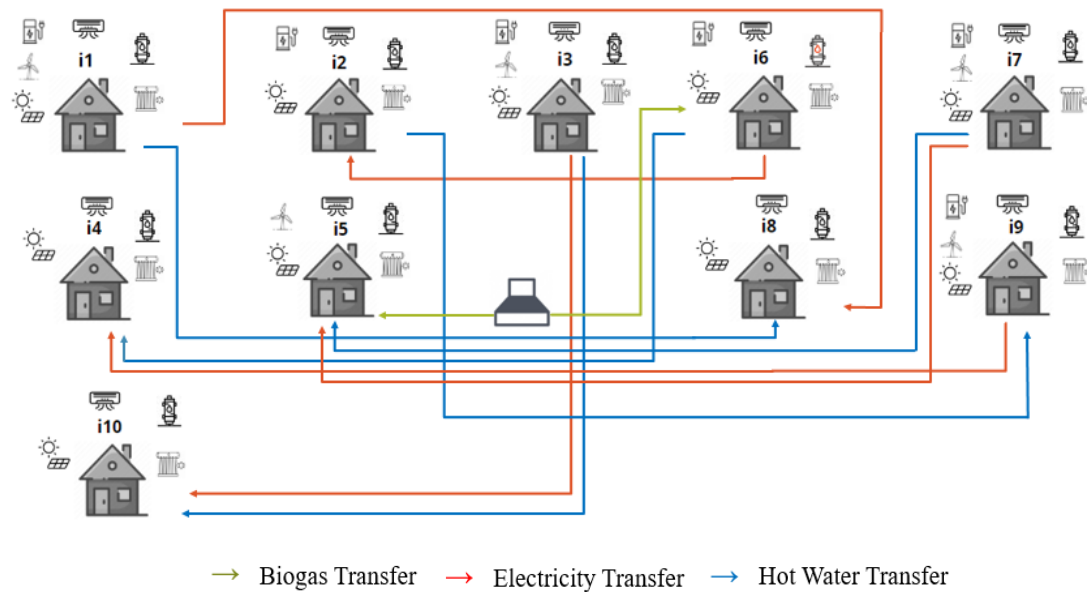 i1
i2
i3
i6
i7
i4
i5
i8
i9
i10
Biogas Transfer
Electricity Transfer
Hot Water Transfer